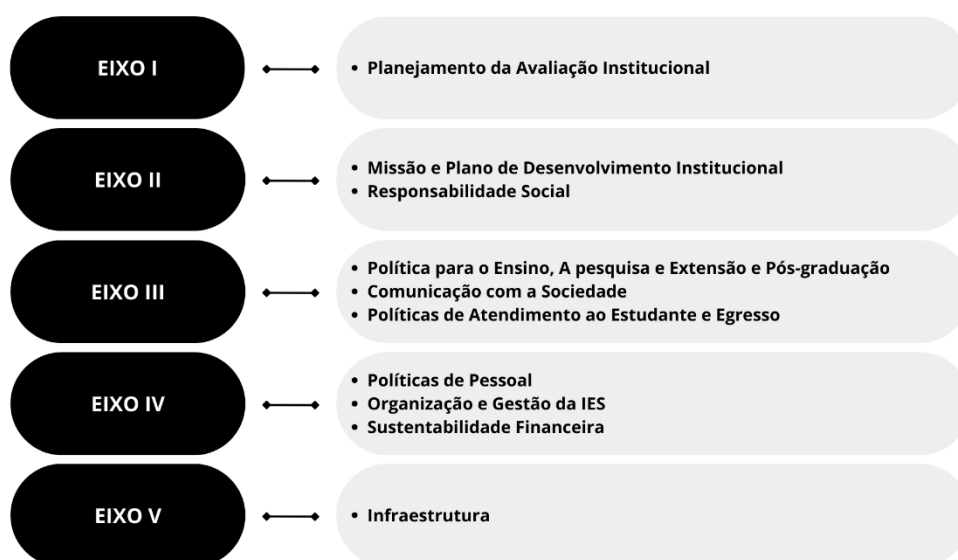 EIXO I
• Planejamento da Avaliação Institucional
EIXO II
• Missão e Plano de Desenvolvimento Institucional
• Responsabilidade Social
EIXO III
• Política para o Ensino, A pesquisa e Extensão e Pós-graduação
• Comunicação com a Sociedade
• Políticas de Atendimento ao Estudante e Egresso
EIXO IV
• Políticas de Pessoal
• Organização e Gestão da IES
• Sustentabilidade Financeira
EIXO V
• Infraestrutura